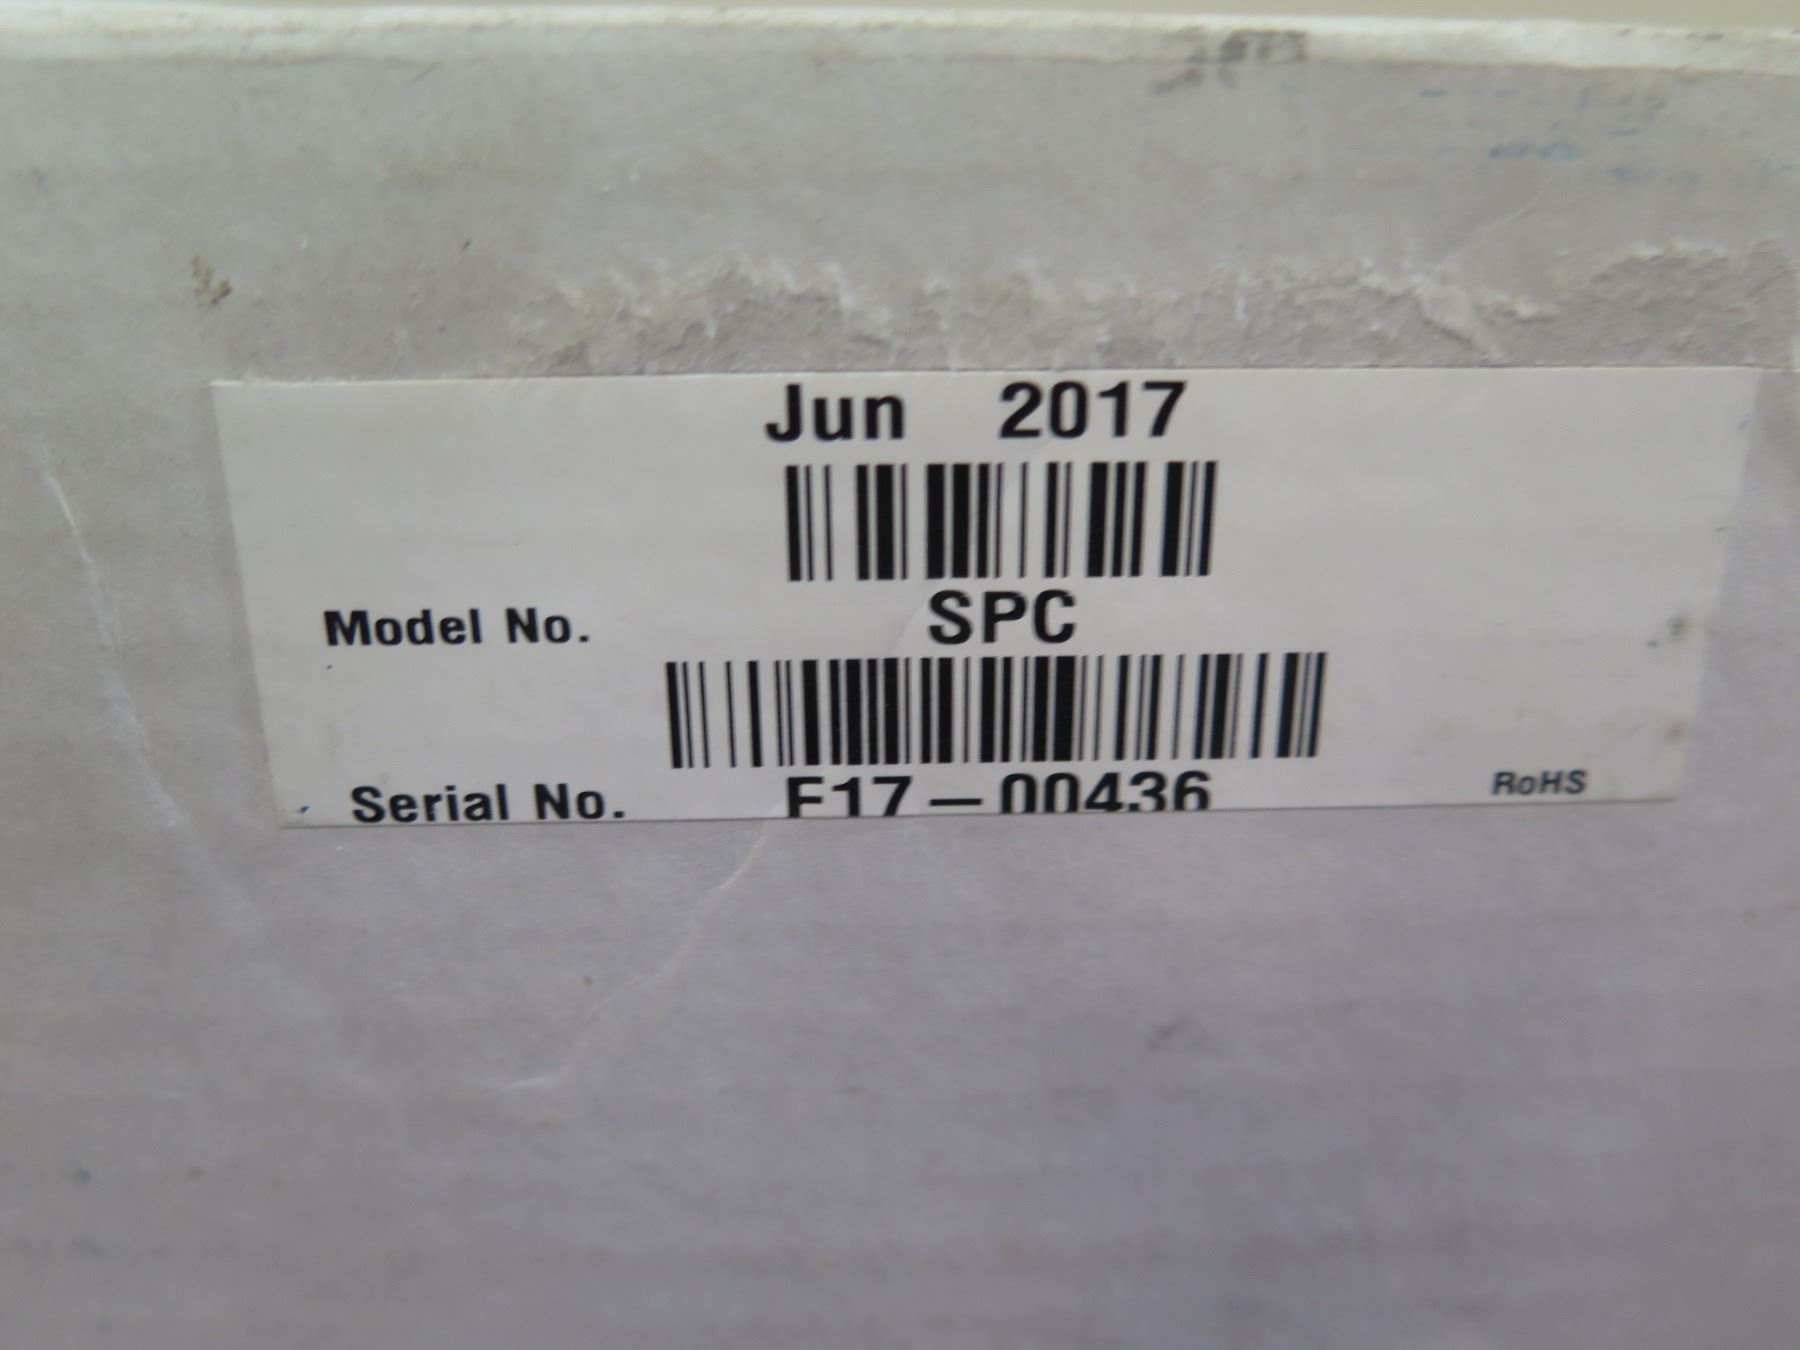 Jun 2017
Model No. SPC
Serial No. F17-00436
RoHS